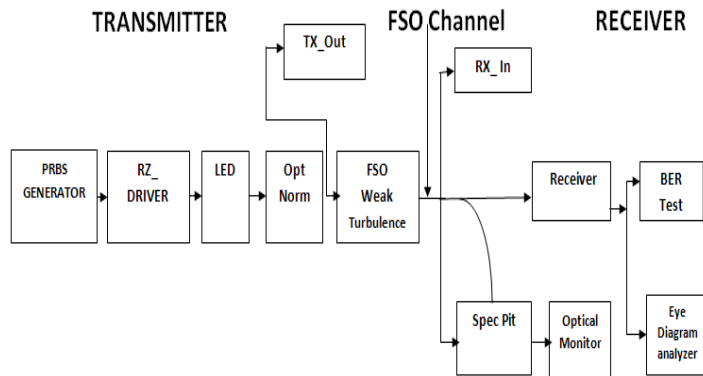 TRANSMITTER
FSO Channel
RECEIVER
TX_Out
RX_ In
PRBS
GENERATOR
RZ_
DRIVER
LED
Opt
Norm
FSO
Weak
Turbulence
Receiver
BER
Test
Spec Pit
Optical
Monitor
Eye
Diagram
analyzer